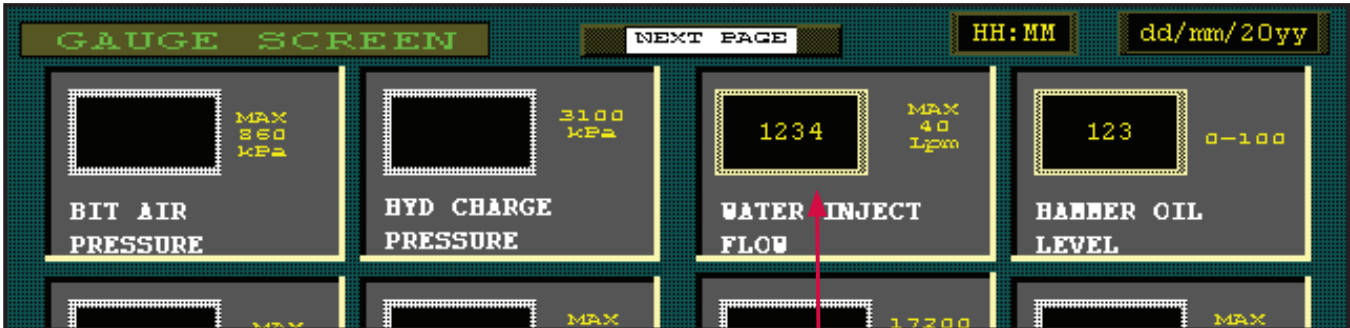 GAUGE SCREEN
NEXT PAGE
HH:MM
dd/mm/20yy
MAX
860
kPa
BIT AIR
PRESSURE
3100
kPa
HYD CHARGE
PRESSURE
1234
MAX
40
Lpm
WATER INJECT
FLOW
123
0-100
HAMMER OIL
LEVEL
MAX
MAX
17200
MAX